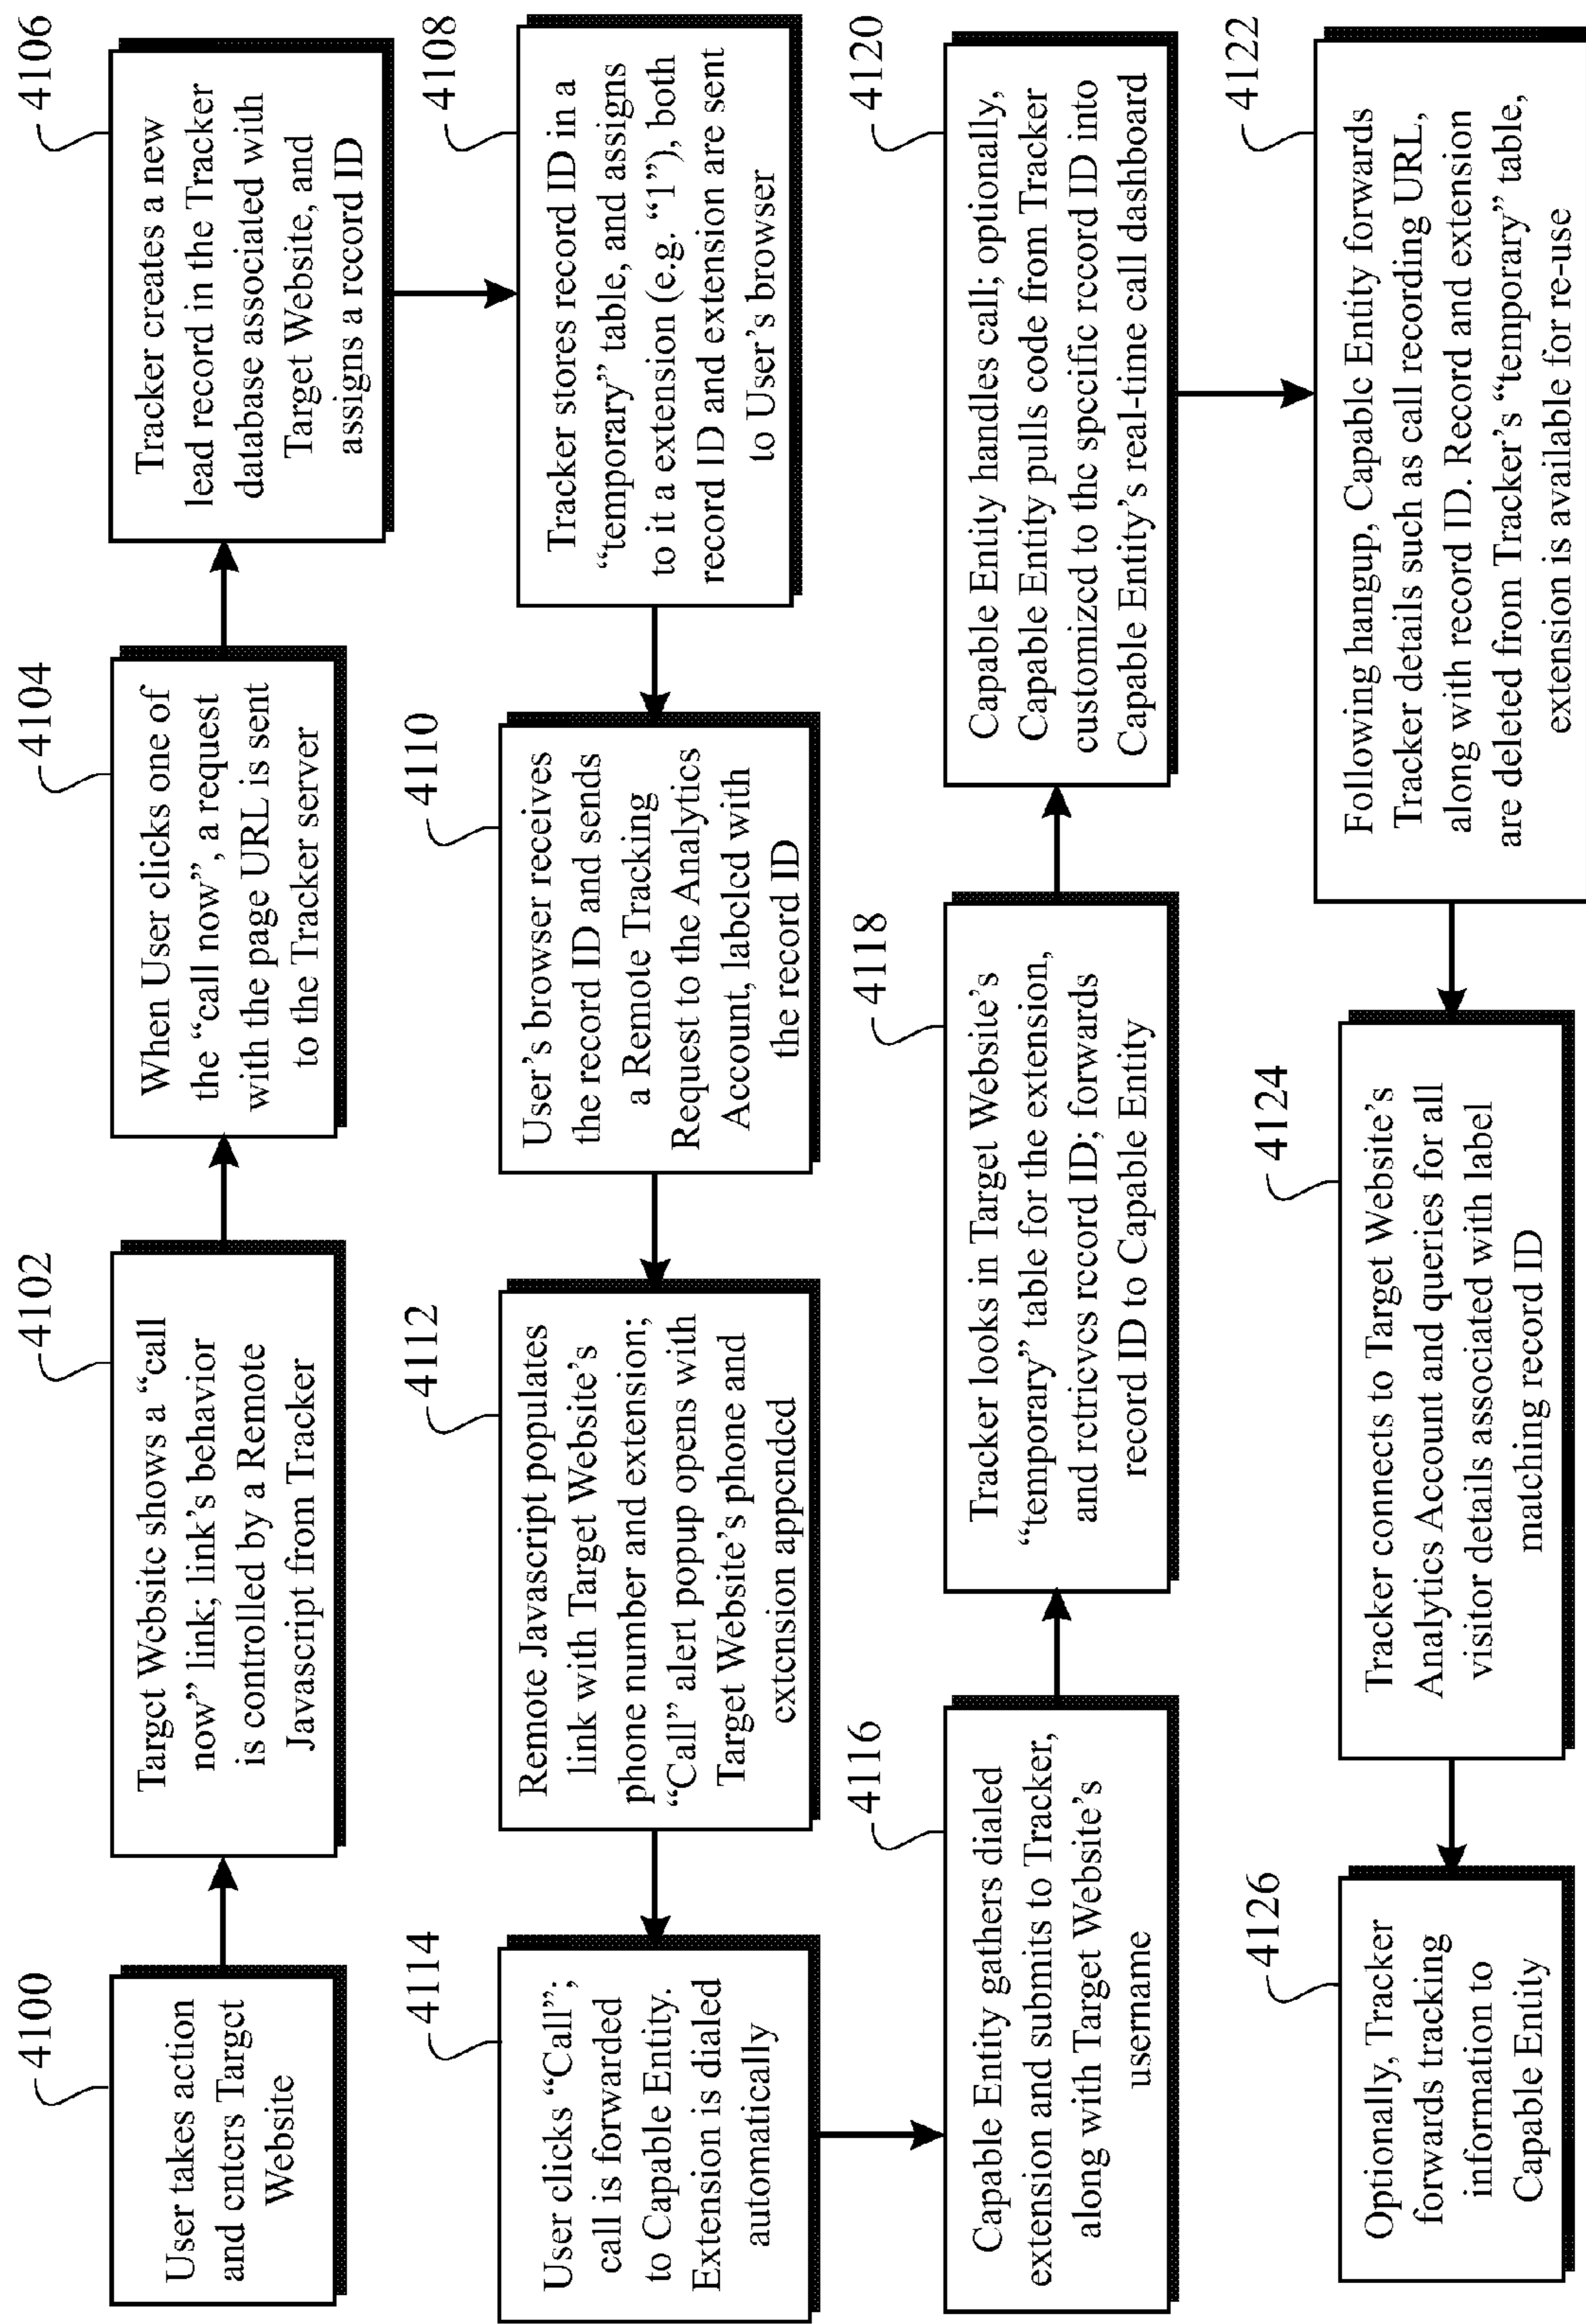 4100
User takes action
and enters Target
Website
4102
Target Website shows a “call
now” link; link's behavior
is controlled by a Remote
Javascript from Tracker
4104
When User clicks one of
the “call now”, a request
with the page URL is sent
to the Tracker server
4106
Tracker creates a new
lead record in the Tracker
database associated with
Target Website, and
assigns a record ID
4108
Tracker stores record ID in a
“temporary” table, and assigns
to it a extension (e.g. “1”), both
record ID and extension are sent
to User's browser
4110
User's browser receives
the record ID and sends
a Remote Tracking
Request to the Analytics
Account, labeled with
the record ID
4112
Remote Javascript populates
link with Target Website's
phone number and extension;
“Call” alert popup opens with
Target Website's phone and
extension appended
4114
User clicks “Call”;
call is forwarded
to Capable Entity.
Extension is dialed
automatically
4116
Capable Entity gathers dialed
extension and submits to Tracker,
along with Target Website's
username
4118
Tracker looks in Target Website's
“temporary” table for the extension,
and retrieves record ID; forwards
record ID to Capable Entity
4120
Capable Entity handles call; optionally,
Capable Entity pulls code from Tracker
customized to the specific record ID into
Capable Entity's real-time call dashboard
4122
Following hangup, Capable Entity forwards
Tracker details such as call recording URL,
along with record ID. Record and extension
are deleted from Tracker's “temporary” table,
extension is available for re-use
4124
Tracker connects to Target Website's
Analytics Account and queries for all
visitor details associated with label
matching record ID
4126
Optionally, Tracker
forwards tracking
information to
Capable Entity